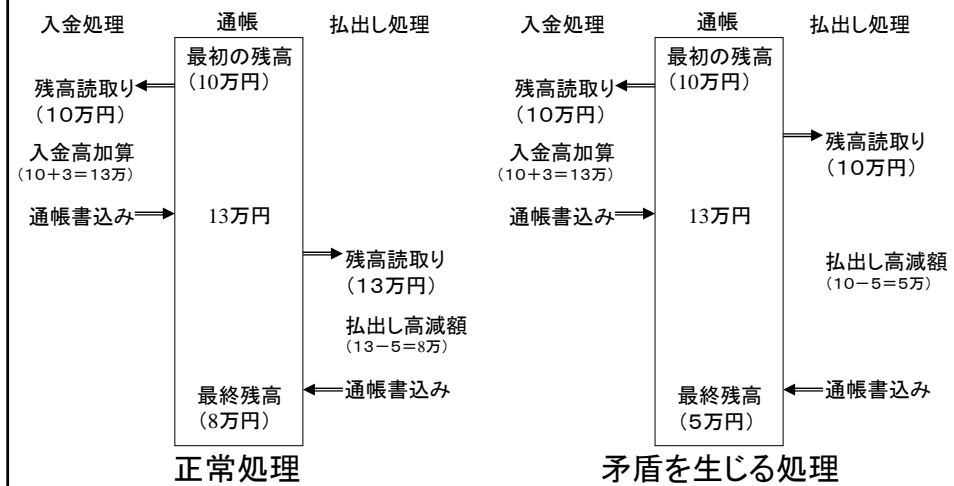 入金処理
通帳
払出し処理
最初の残高
（10万円）
残高読取り
（１０万円）
入金高加算
（１０＋３＝１３万）
通帳書込み
13万円
残高読取り
（１３万円）
払出し高減額
（１３－５＝8万）
通帳書込み
最終残高
（8万円）
正常処理
入金処理
通帳
払出し処理
最初の残高
（10万円）
残高読取り
（１０万円）
残高読取り
（１０万円）
入金高加算
（１０＋３＝１３万）
通帳書込み
13万円
払出し高減額
（１０－５＝５万）
通帳書込み
最終残高
（５万円）
矛盾を生じる処理